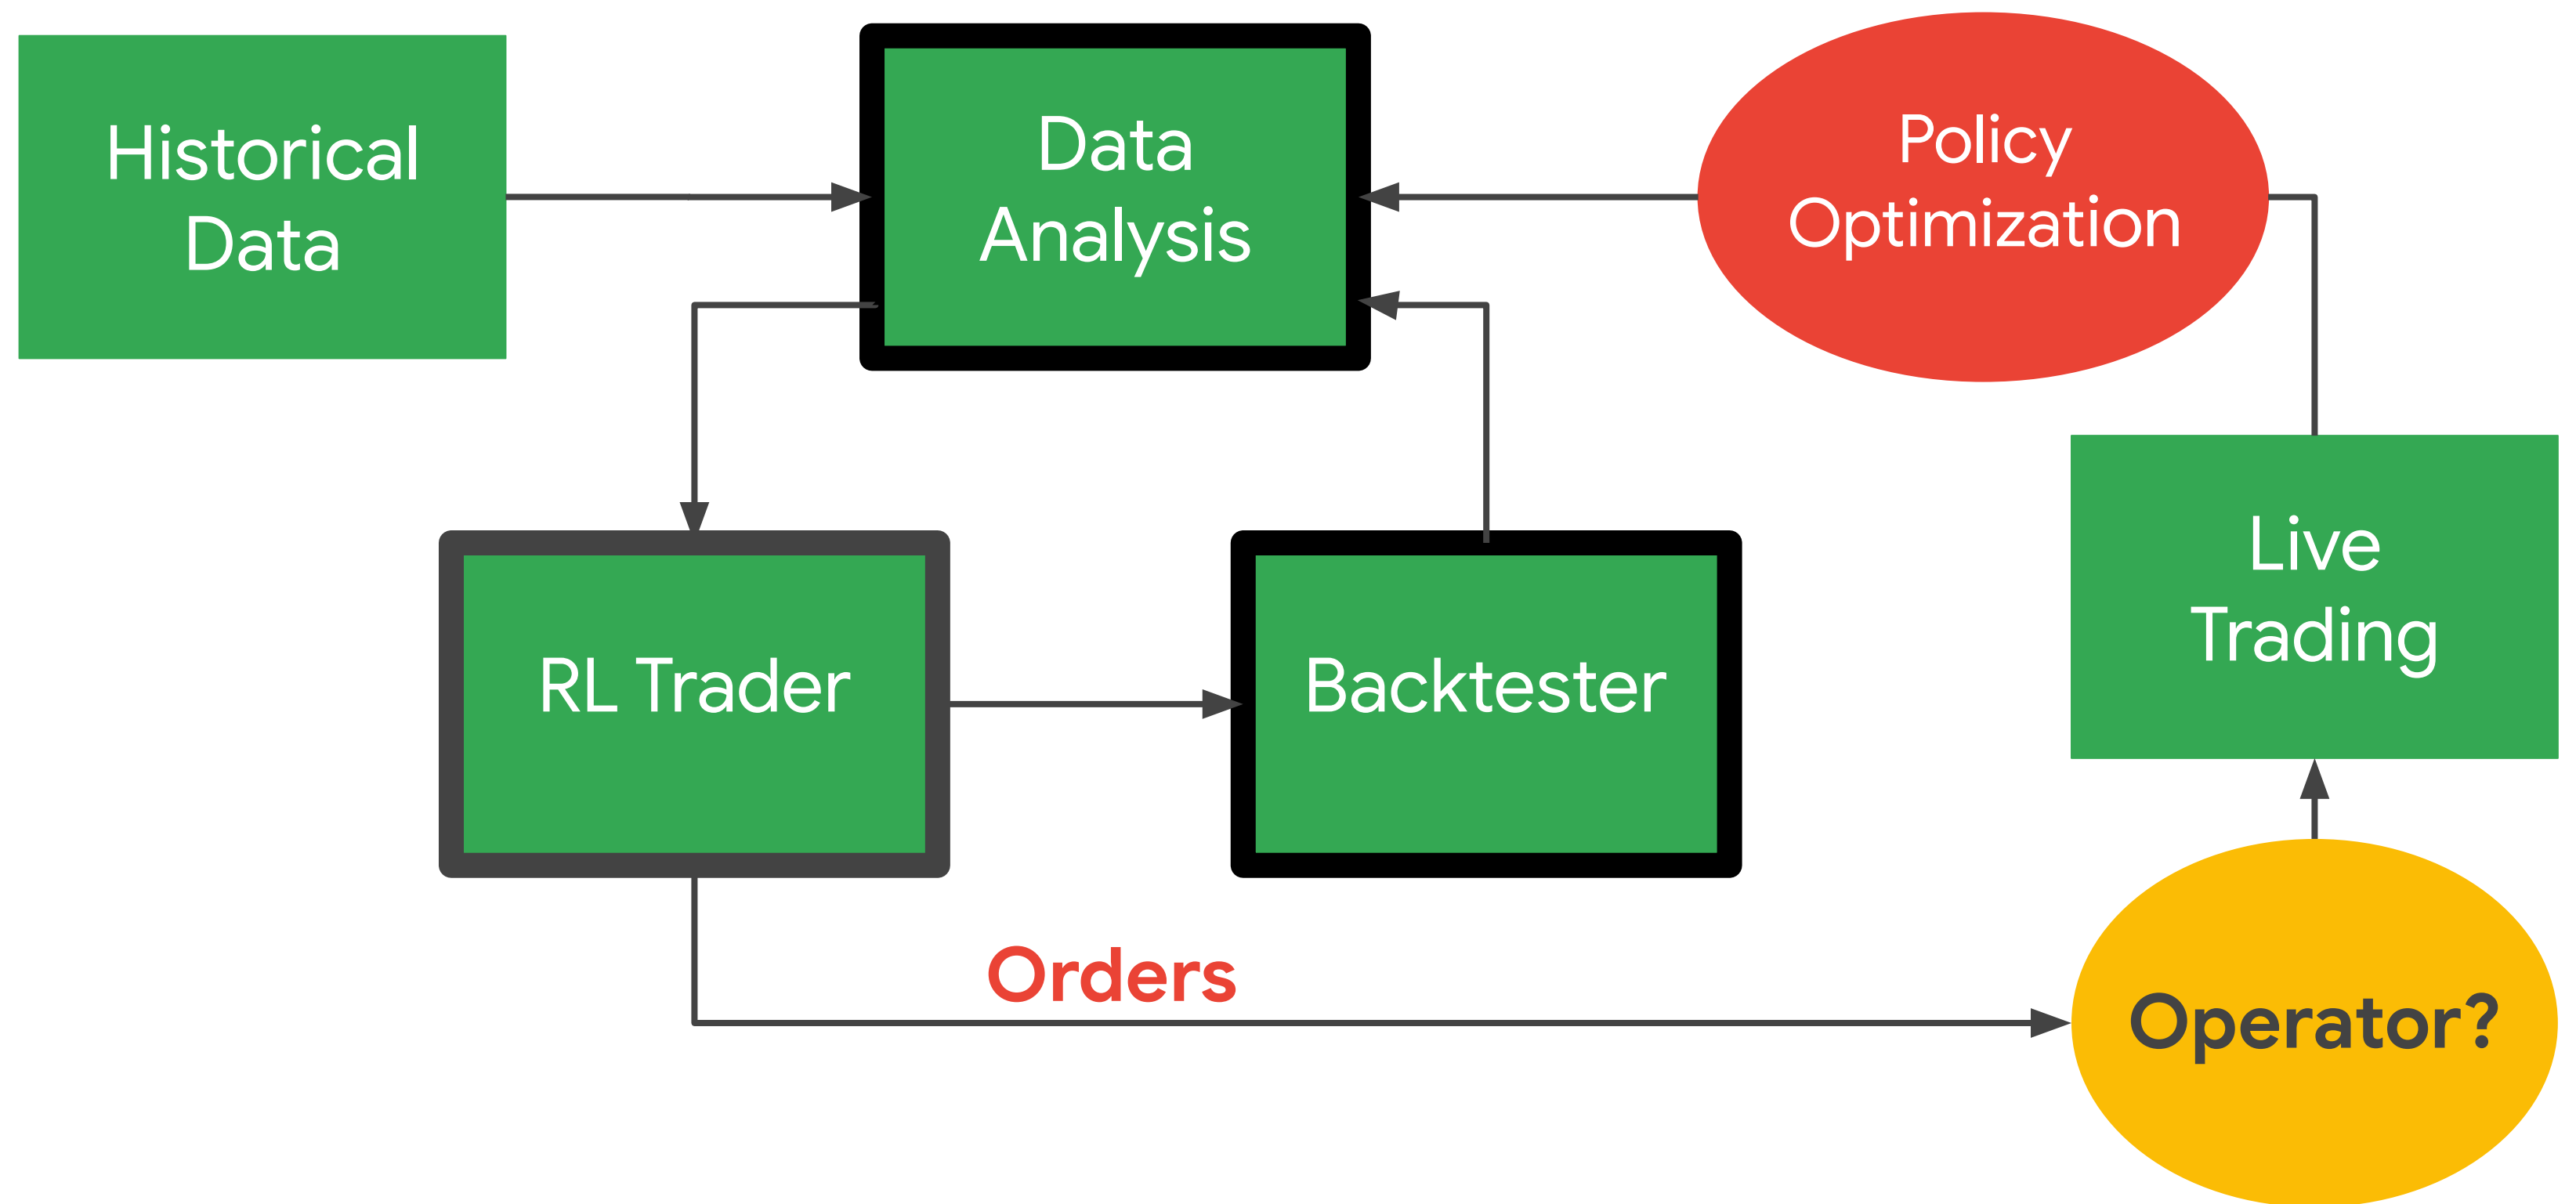 Historical
Data
Data
Analysis
Policy
Optimization
RL Trader
Backtester
Live
Trading
Orders
Operator?